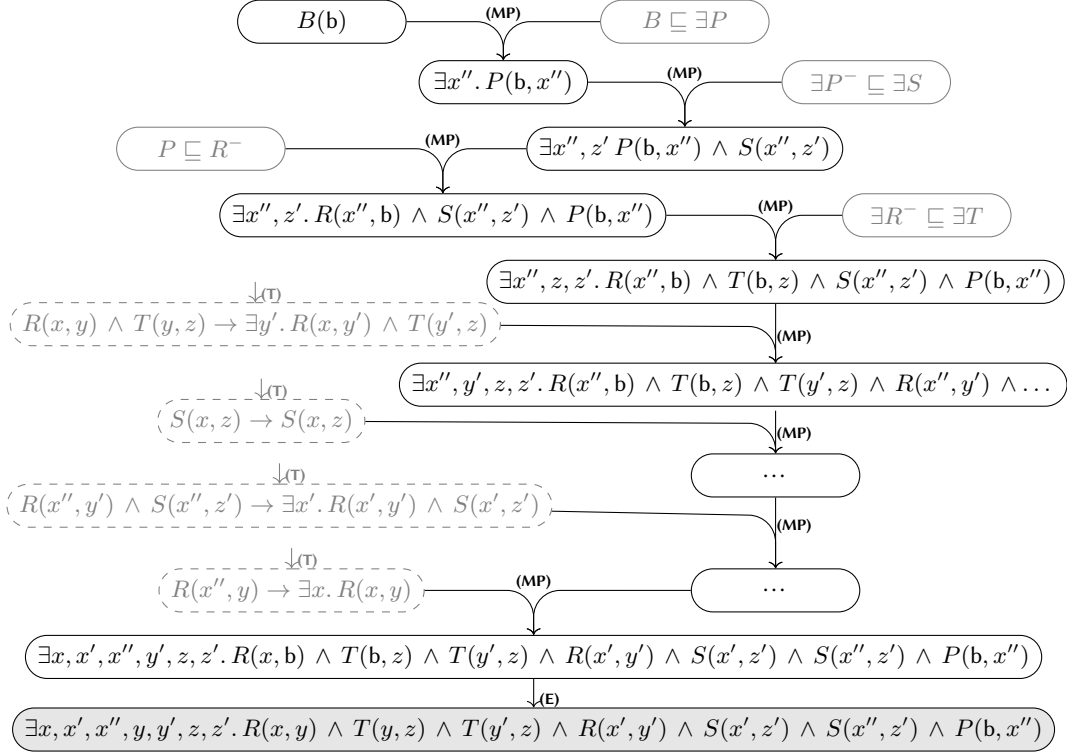 B(b) (MP) B ⊑ ∃P
∃x''. P(b, x'') (MP) ∃P⁻ ⊑ ∃S
P ⊑ R⁻ (MP) ∃x'', z' P(b, x'') ∧ S(x'', z')
∃x'', z'. R(x'', b) ∧ S(x'', z') ∧ P(b, x'') (MP) ∃R⁻ ⊑ ∃T
∃x'', z, z'. R(x'', b) ∧ T(b, z) ∧ S(x'', z') ∧ P(b, x'')
(T)
R(x, y) ∧ T(y, z) → ∃y'. R(x, y') ∧ T(y', z) (MP)
∃x'', y', z, z'. R(x'', b) ∧ T(b, z) ∧ T(y', z) ∧ R(x'', y') ∧ …
(T)
S(x, z) → S(x, z) (MP)
...
(T)
R(x'', y') ∧ S(x'', z') → ∃x'. R(x', y') ∧ S(x', z') (MP)
(T)
R(x'', y) → ∃x. R(x, y) (MP) ...
∃x, x', x'', y', z, z'. R(x, b) ∧ T(b, z) ∧ T(y', z) ∧ R(x', y') ∧ S(x', z') ∧ S(x'', z') ∧ P(b, x'')
(E)
∃x, x', x'', y, y', z, z'. R(x, y) ∧ T(y, z) ∧ T(y', z) ∧ R(x', y') ∧ S(x', z') ∧ S(x'', z') ∧ P(b, x'')